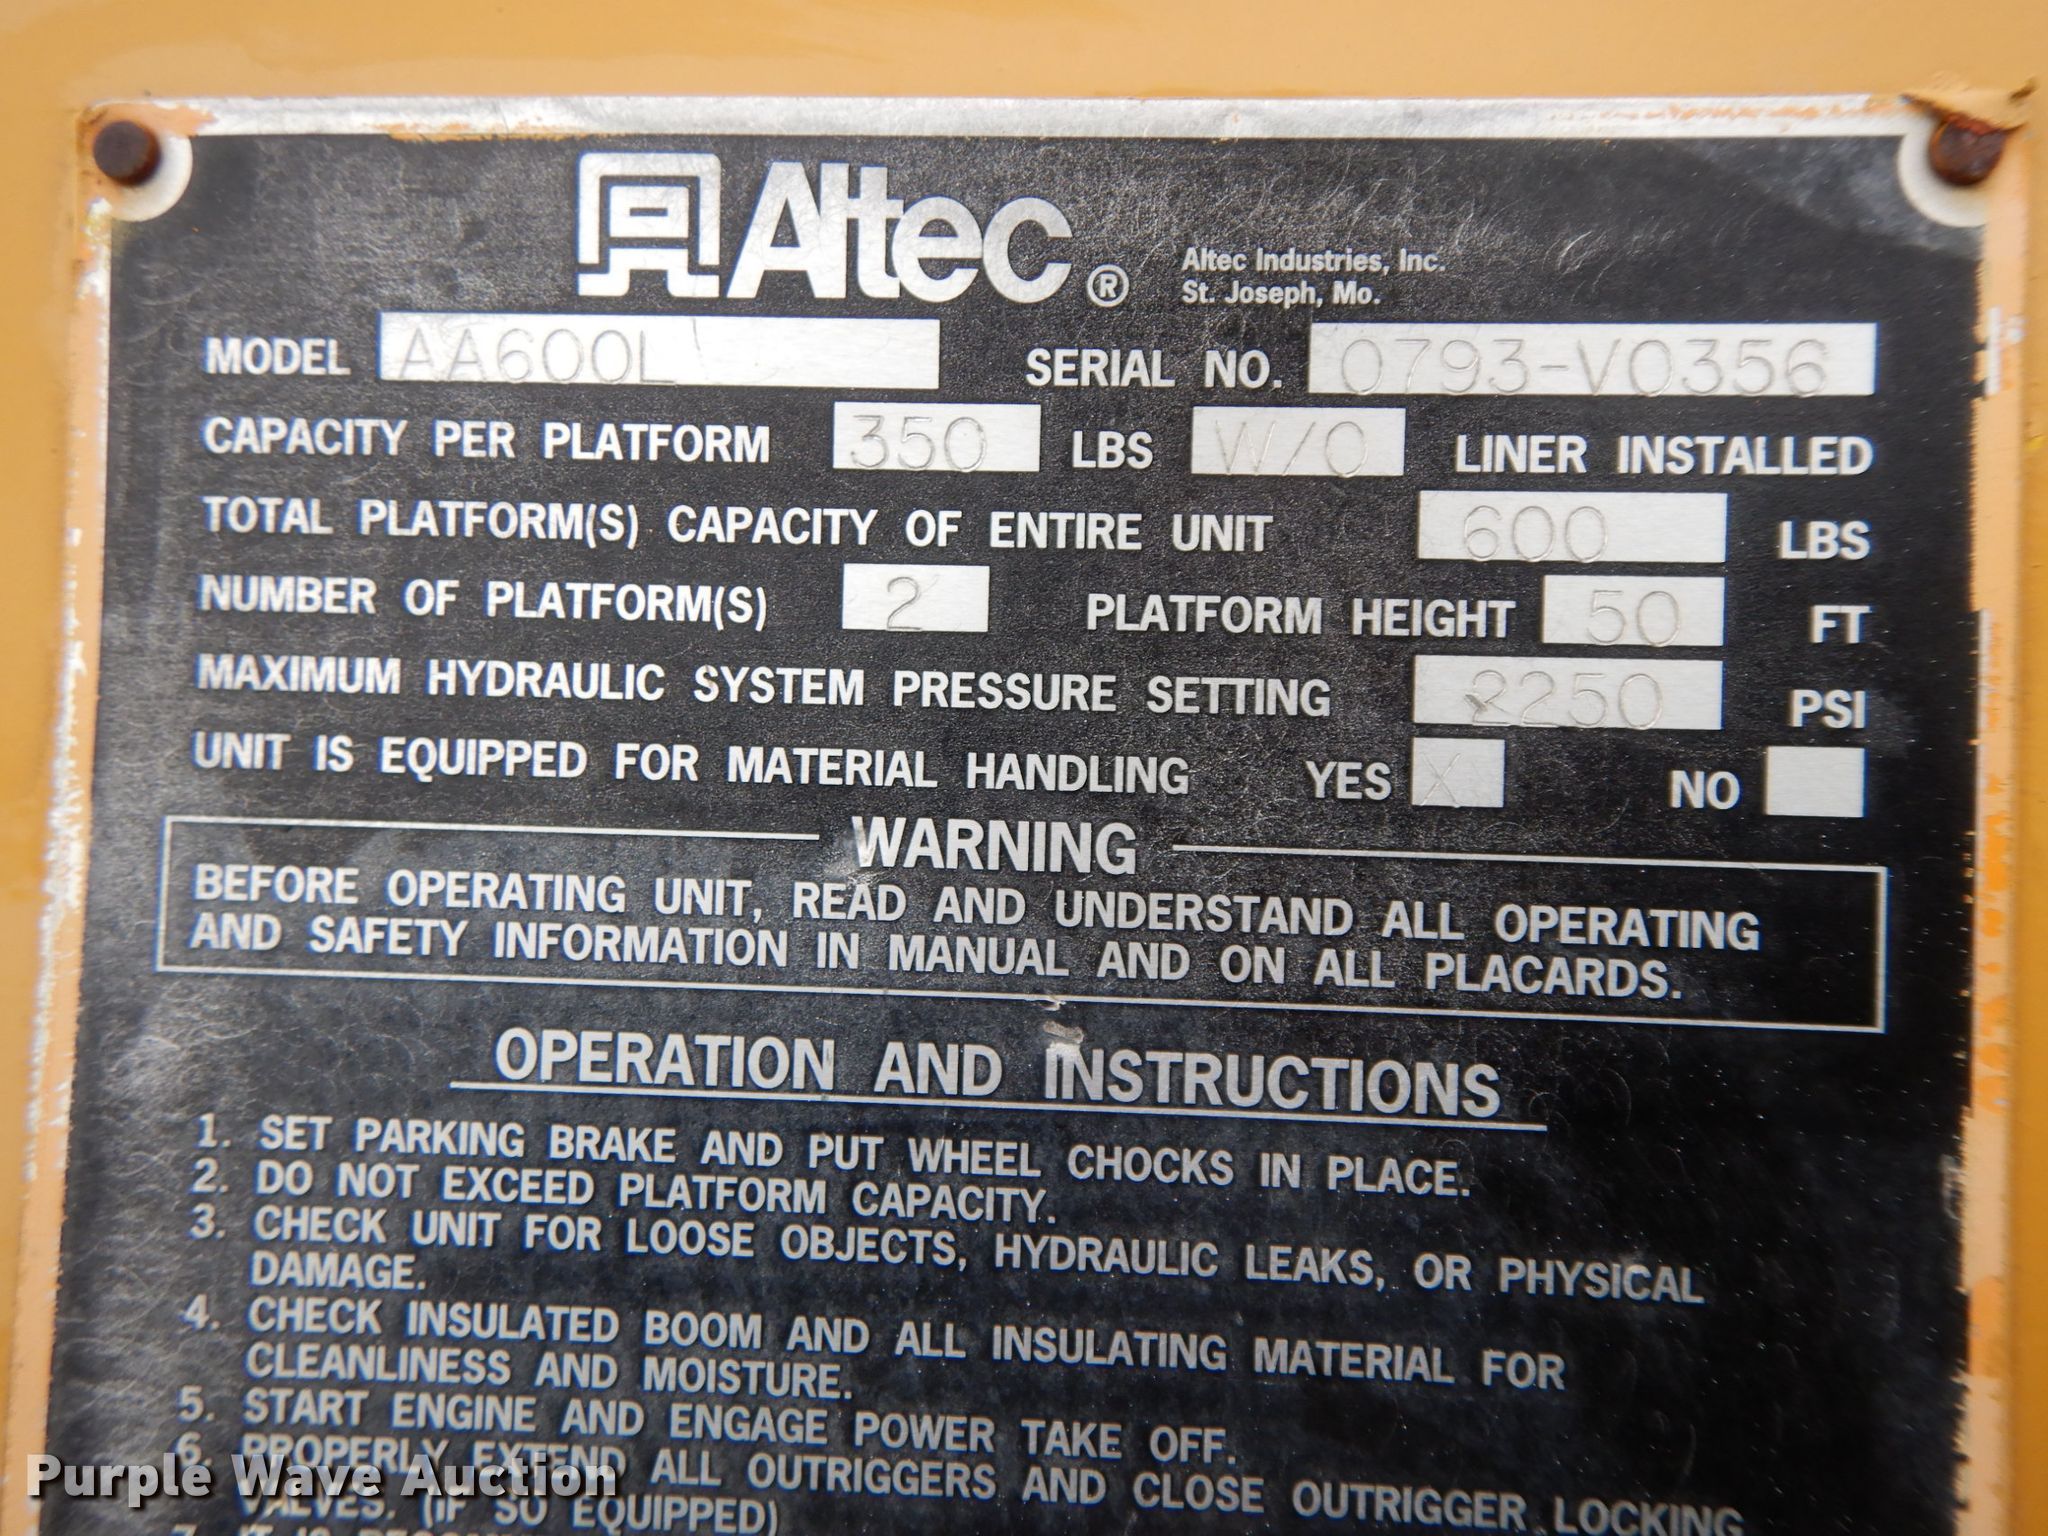 Altec®
Altec Industries, Inc.
St. Joseph, Mo.
MODEL AA600L SERIAL NO. 0793-V0356
CAPACITY PER PLATFORM 350 LBS W/O LINER INSTALLED
TOTAL PLATFORM(S) CAPACITY OF ENTIRE UNIT 600 LBS
NUMBER OF PLATFORM(S) 2 PLATFORM HEIGHT 50 FT
MAXIMUM HYDRAULIC SYSTEM PRESSURE SETTING 2250 PSI
UNIT IS EQUIPPED FOR MATERIAL HANDLING YES X NO
WARNING
BEFORE OPERATING UNIT, READ AND UNDERSTAND ALL OPERATING
AND SAFETY INFORMATION IN MANUAL AND ON ALL PLACARDS.
OPERATION AND INSTRUCTIONS
1. SET PARKING BRAKE AND PUT WHEEL CHOCKS IN PLACE.
2. DO NOT EXCEED PLATFORM CAPACITY.
3. CHECK UNIT FOR LOOSE OBJECTS, HYDRAULIC LEAKS, OR PHYSICAL
DAMAGE.
4. CHECK INSULATED BOOM AND ALL INSULATING MATERIAL FOR
CLEANLINESS AND MOISTURE.
5. START ENGINE AND ENGAGE POWER TAKE OFF.
6. PROPERLY EXTEND ALL OUTRIGGERS AND CLOSE OUTRIGGER LOCKING
VALVES. (IF SO EQUIPPED)
7. IT IS
Purple Wave Auction